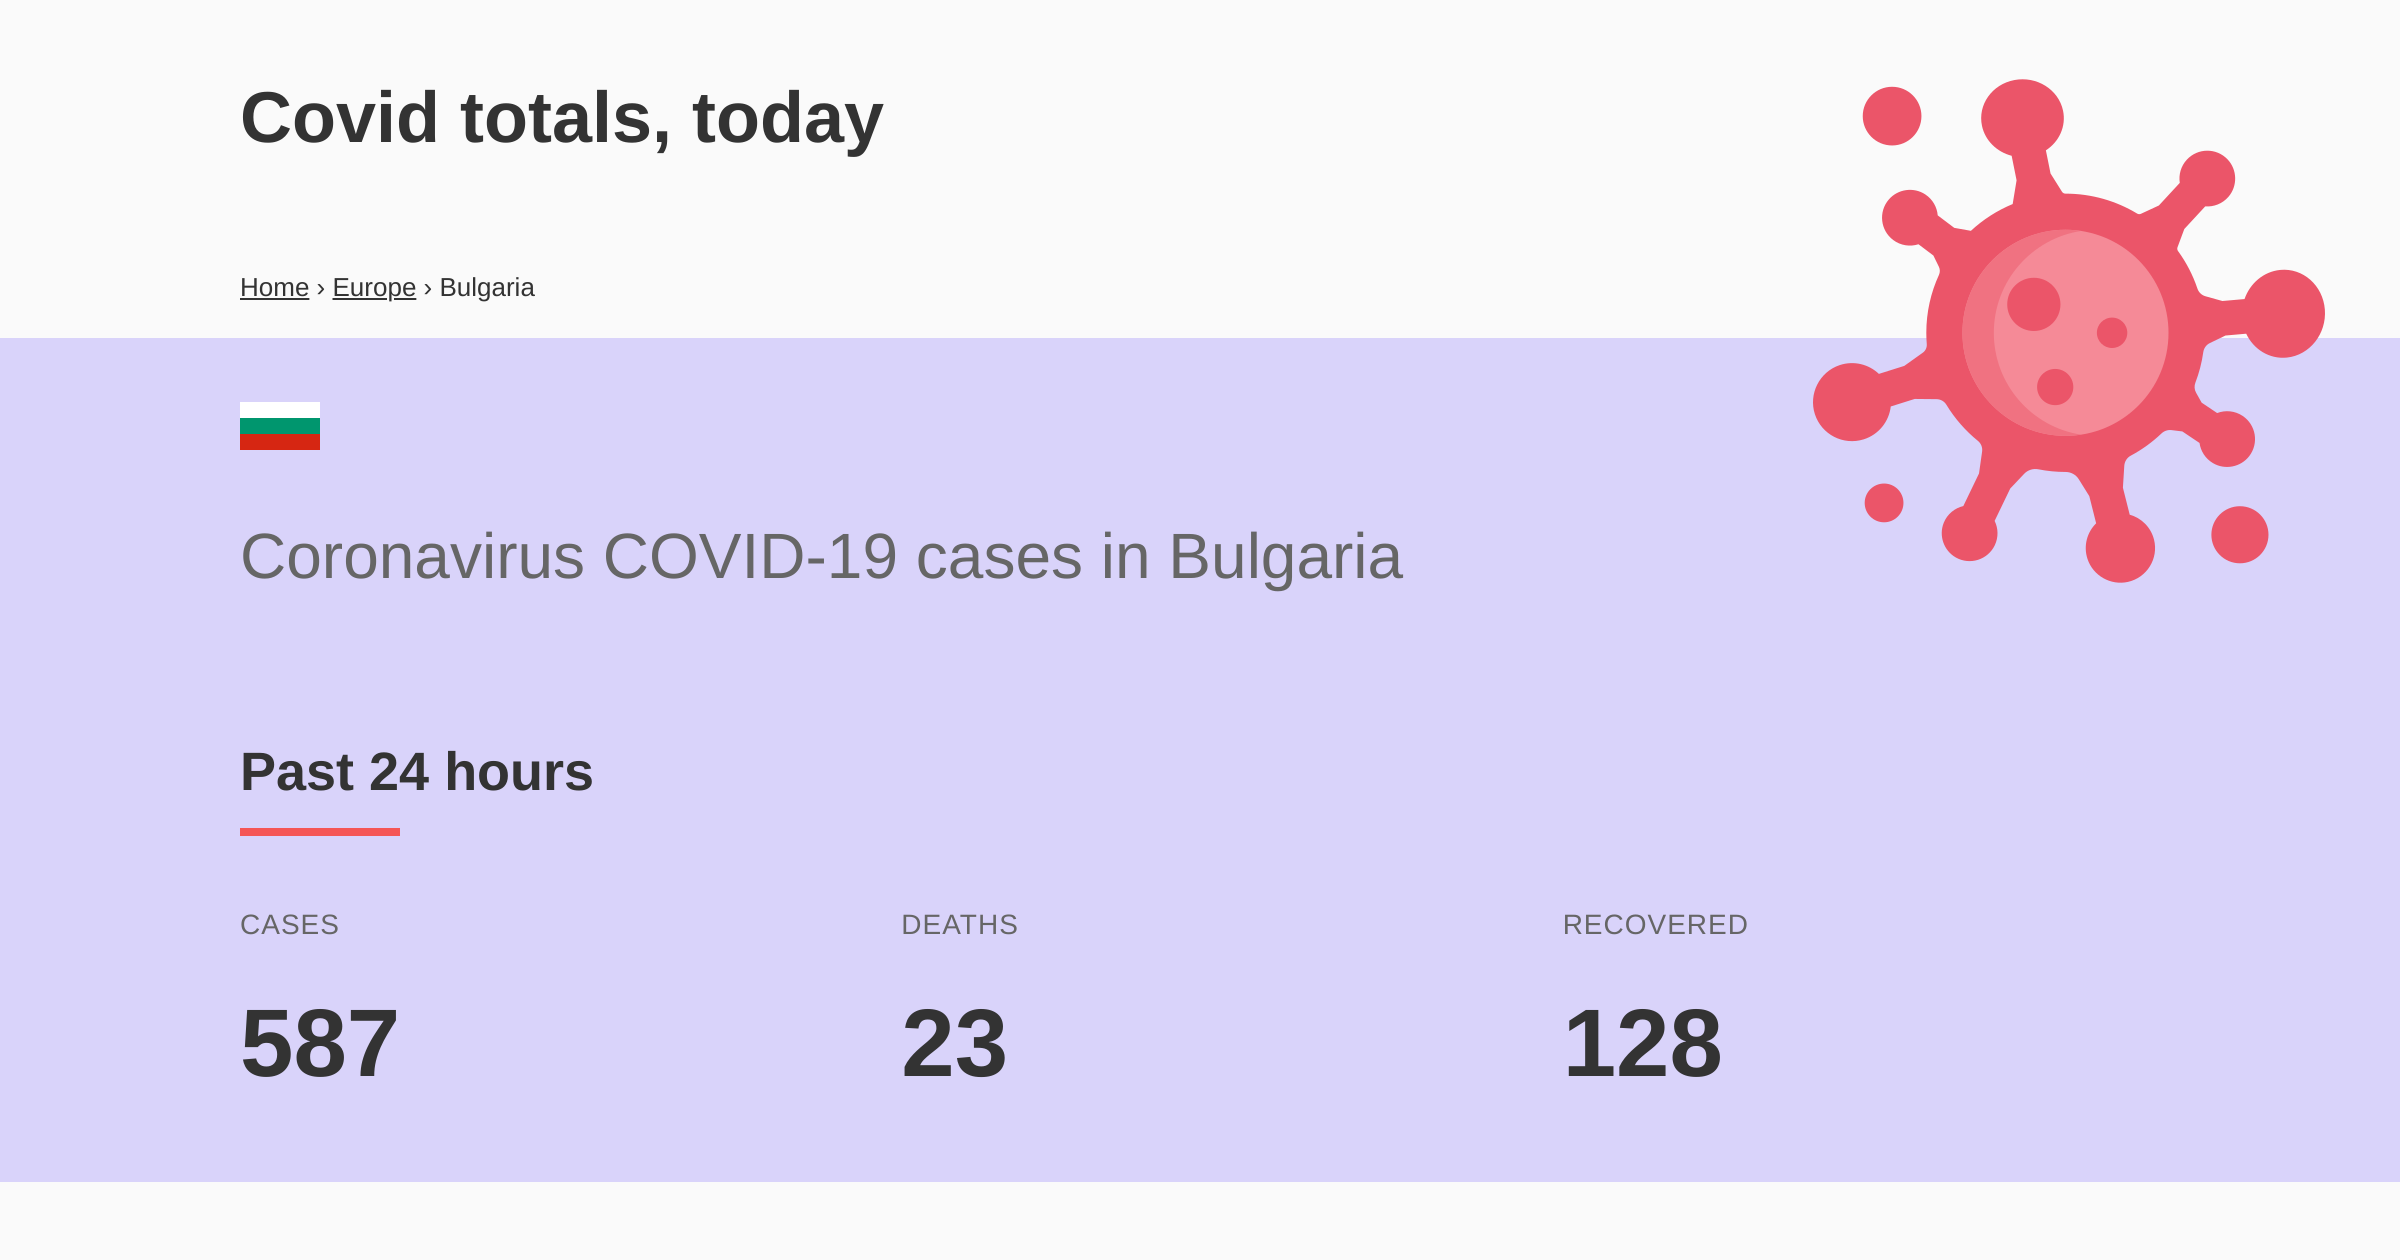 Covid totals, today
Home › Europe › Bulgaria
Coronavirus COVID-19 cases in Bulgaria
Past 24 hours
CASES DEATHS RECOVERED
587 23 128